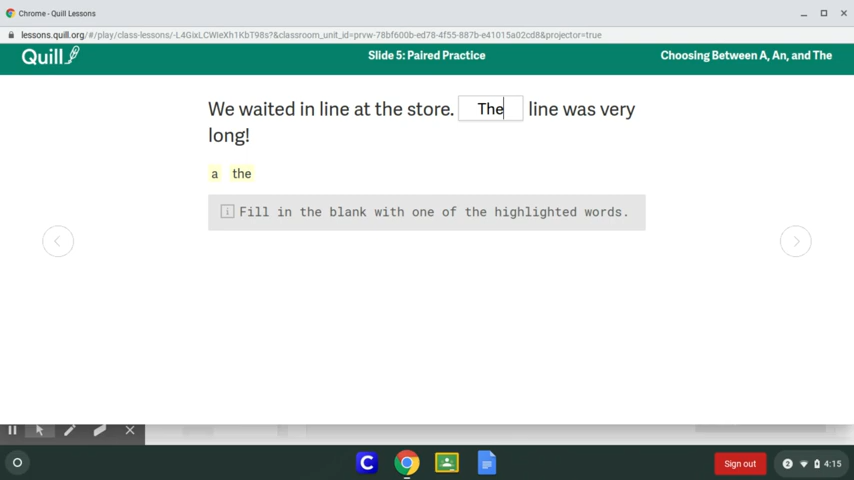 Chrome - Quill Lessons
lessons.quill.org/#/play/class-lessons/-L4GixLCWIeXh1KbT98s?&classroom_unit_id=prvw-78bf600b-ed78-4f55-887b-e41015a02cd8&projector=true
Quill Slide 5: Paired Practice Choosing Between A, An, and The
We waited in line at the store. The line was very
long!
a the
Fill in the blank with one of the highlighted words.
Sign out 2 4:15